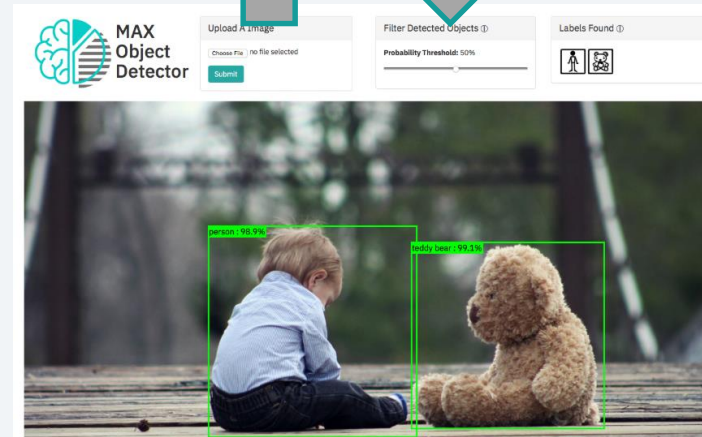 MAX
Object
Detector
Upload A Image
Choose File no file selected
Submit
Filter Detected Objects ⓘ
Probability Threshold: 50%
Labels Found ⓘ
person : 98.9%
teddy bear : 99.1%